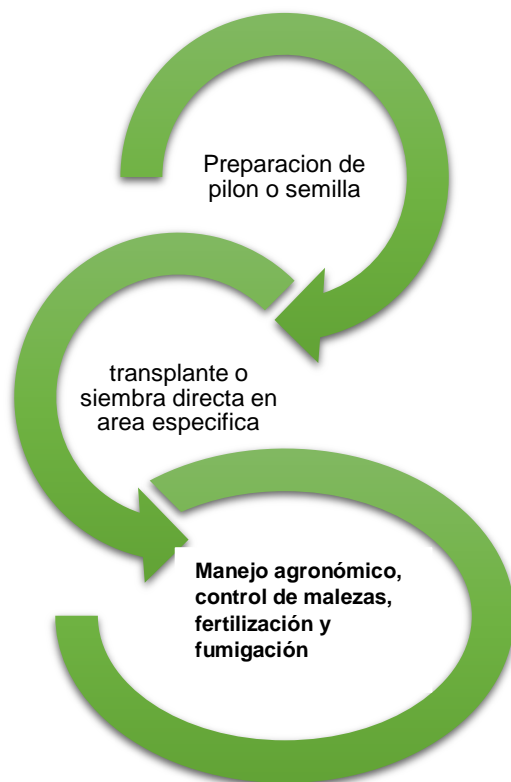 Preparacion de
pilon o semilla
transplante o
siembra directa en
area especifica
Manejo agronómico,
control de malezas,
fertilización y
fumigación